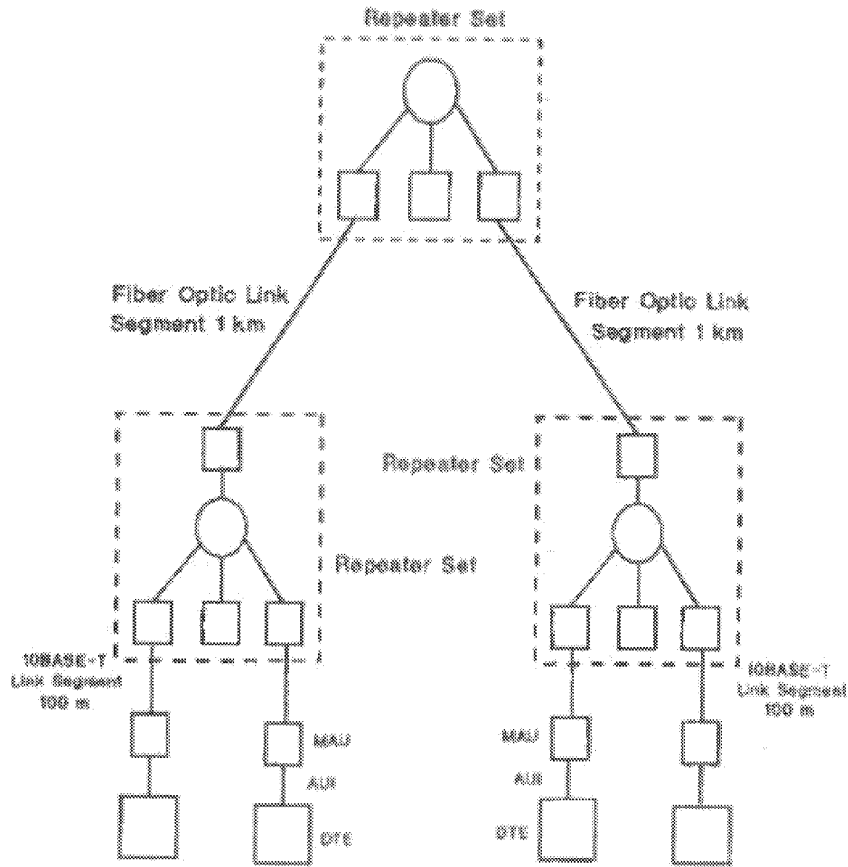 Repeater Set
Fiber Optic Link
Segment 1 km
Fiber Optic Link
Segment 1 km
Repeater Set
Repeater Set
10BASE-T
Link Segment
100 m
10BASE-T
Link Segment
100 m
MAU
MAU
AUI
AUI
DTE
DTE